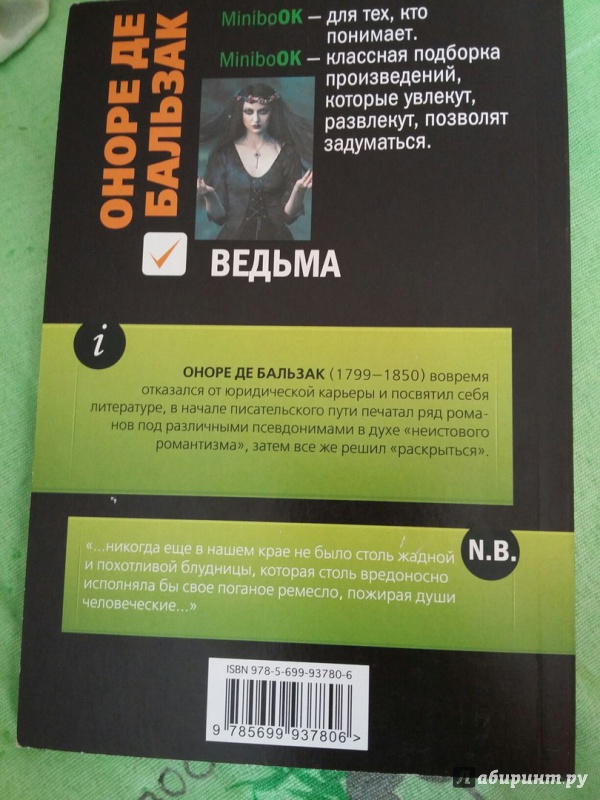 ОНОРЕ ДЕ
БАЛЬЗАК
MinibоOK – для тех, кто
понимает.
MinibоOK – классная подборка
произведений,
которые увлекут,
развлекут, позволят
задуматься.
ВЕДЬМА
i
ОНОРЕ ДЕ БАЛЬЗАК (1799–1850) вовремя
отказался от юридической карьеры и посвятил себя
литературе, в начале писательского пути печатал ряд рома-
нов под различными псевдонимами в духе «неистового
романтизма», затем все же решил «раскрыться».
N.B.
«...никогда еще в нашем крае не было столь жадной
и похотливой блудницы, которая столь вредоносно
исполняла бы свое поганое ремесло, пожирая души
человеческие...»
ISBN 978-5-699-93780-6
9 785699 937806 >
лабиринт.ру